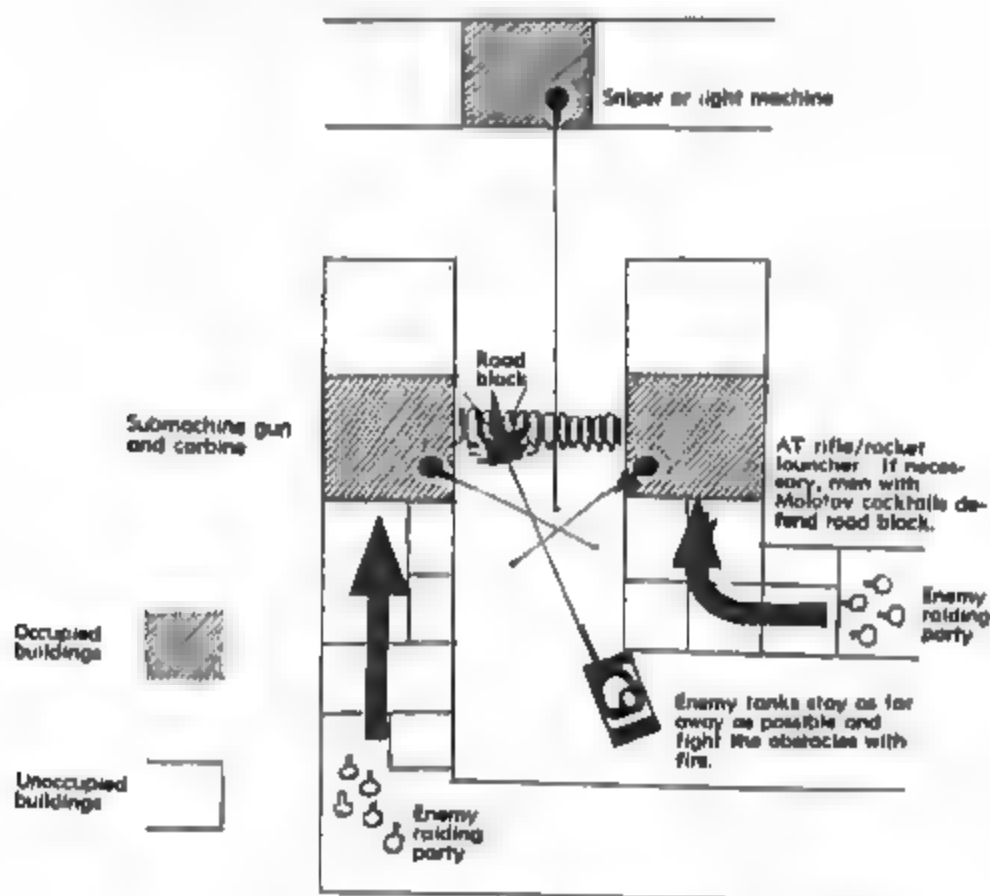 Sniper or light machine
Road
block
Submachine gun
and carbine
AT rifle/rocket
launcher. If neces-
sary, men with
Molotov cocktails de-
fend road block.
Enemy
raiding
party
Occupied
buildings
Enemy tanks stay as far
away as possible and
fight the obstacles with
fire.
Unoccupied
buildings
Enemy
raiding
party